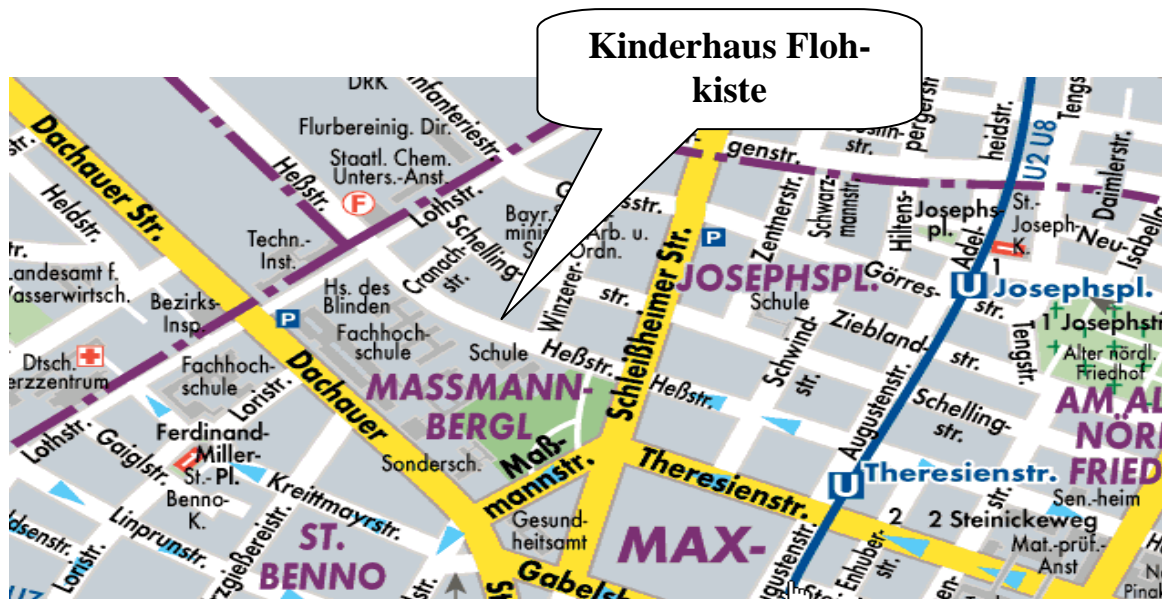 Kinderhaus Floh-
kiste
DRK
Infanteriestr.
Flurbereinig. Dir.
Staatl. Chem.
Unters.-Anst.
F
Dachauer Str.
Heßstr.
Heldstr.
Lothstr.
Schelling-
str.
Cranach-
str.
Bayr.
Arb. u.
Ordn.
Winzerer-
genstr.
Zentnerstr.
Schwarz-
mannstr.
Hiltens-
pergerstr.
Josephs-
pl.
Adel-
heidstr.
U2 U8
Tengstr.
Daimlerstr.
St.-
Joseph-
K.
Neu-
Isabella
Techn.-
Inst.
Landesamt f.
Wasserwirtsch.
Bezirks-
Insp.
Hs. des
Blinden
Fachhoch-
schule
P
P
JOSEPHSPL.
Schule
Görres-
str.
1
U Josephspl.
Ziebland-
str.
1 Josephsti
Alter nördl.
Friedhof
Tengstr.
Dtsch.
erzzentrum
Fachhoch-
schule
Loristr.
Dachauer
Schule
MASSMANN-
BERGL
Heßstr.
Heßstr.
Schleißheimer Str.
Schwind-
str.
Augustenstr.
Schelling-
str.
AM AL
NÖR
FRIED
Lothstr.
Gaiglstr.
Ferdinand-
Miller-
Pl.
St.-
Benno-
K.
Kreittmayrstr.
Sondersch.
Maß-
mannstr.
Theresienstr.
U Theresienstr.
Sen.-heim
Linprunstr.
Loristr.
ST.
BENNO
Gesund-
heitsamt
MAX-
2
2 Steinickeweg
Mat.-prüf.-
Anst
Gabels
Enhuber-
str.
Pinal